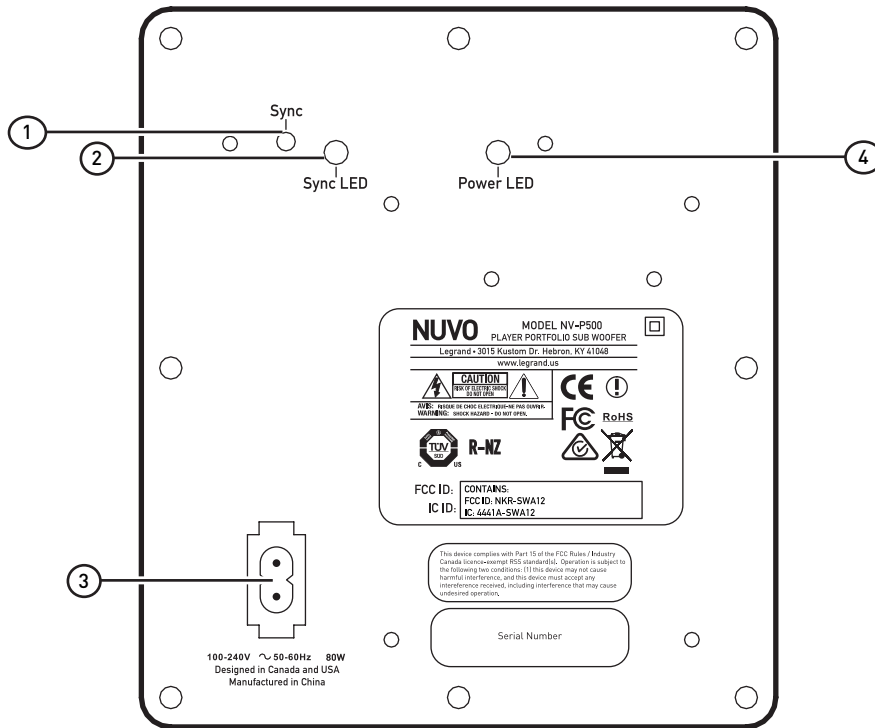 Sync
1
2
Sync LED
Power LED
4
NUVO
MODEL NV-P500
PLAYER PORTFOLIO SUB WOOFER
Legrand • 3015 Kustom Dr. Hebron, KY 41048
www.legrand.us
CAUTION
RISK OF ELECTRIC SHOCK
DO NOT OPEN
AVIS: RISQUE DE CHOC ELECTRIQUE-NE PAS OUVRIR.
WARNING: SHOCK HAZARD - DO NOT OPEN.
CE
FC
RoHS
TÜV
SGD
C US
R-NZ
FCC ID:
IC ID:
CONTAINS:
FCC ID: NKR-SWA12
IC: 4441A-SWA12
3
This device complies with Part 15 of the FCC Rules / Industry
Canada licence-exempt RSS standard(s). Operation is subject to
the following two conditions: (1) this device may not cause
harmful interference, and this device must accept any
intereference received, including interference that may cause
undesired operation.
Serial Number
100-240V ~ 50-60Hz 80W
Designed in Canada and USA
Manufactured in China